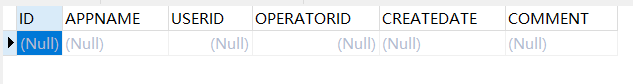 ID APPNAME USERID OPERATORID CREATEDATE COMMENT
(Null) (Null) (Null) (Null) (Null) (Null)